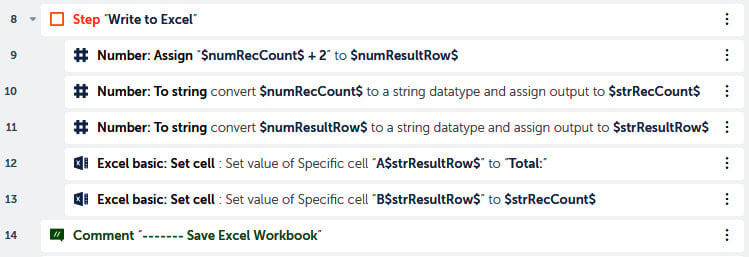 8 Step "Write to Excel"
9 Number: Assign "$numRecCount$ + 2" to $numResultRow$
10 Number: To string convert $numRecCount$ to a string datatype and assign output to $strRecCount$
11 Number: To string convert $numResultRow$ to a string datatype and assign output to $strResultRow$
12 Excel basic: Set cell : Set value of Specific cell "A$strResultRow$" to "Total:"
13 Excel basic: Set cell : Set value of Specific cell "B$strResultRow$" to $strRecCount$
14 Comment "------- Save Excel Workbook"